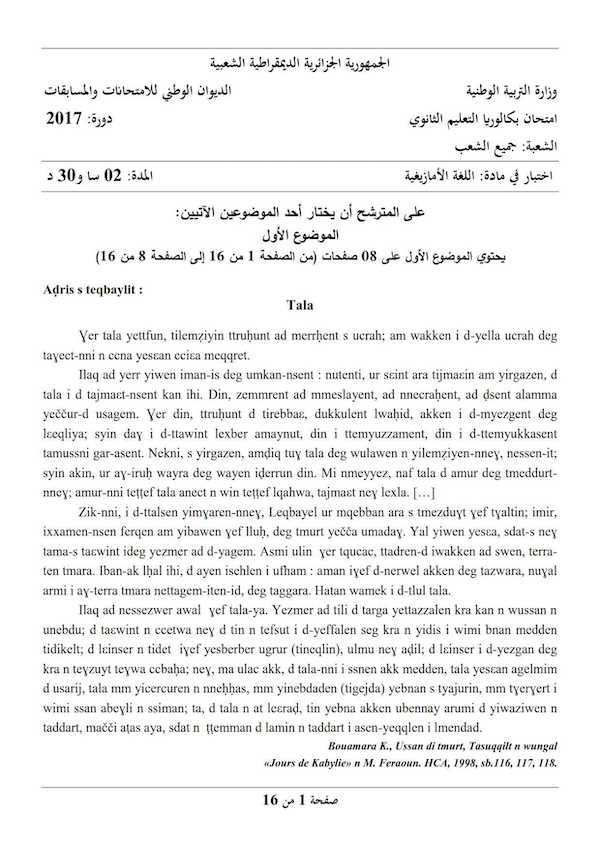 الجمهورية الجزائرية الديمقراطية الشعبية
وزارة التربية الوطنية الديوان الوطني للامتحانات والمسابقات
امتحان بكالوريا التعليم الثانوي دورة: 2017
الشعبة: جميع الشعب
اختبار في مادة: اللغة الأمازيغية المدة: 02 سا و30 د
على المترشح أن يختار أحد الموضوعين الآتيين:
الموضوع الأول
يحتوي الموضوع الأول على 08 صفحات (من الصفحة 1 من 16 إلى الصفحة 8 من 16)
Aḍris s teqbaylit :
Tala
Ɣer tala yettfun, tilemẓiyin ttruḥunt ad merrḥent s ucrah; am wakken i d-yella ucrah deg
taɣect-nni n ccna yesɛan cciɛa meqqret.
Ilaq ad yerr yiwen iman-is deg umkan-nsent : nutenti, ur sɛint ara tijmaɛin am yirgazen, d
tala i d tajmaɛt-nsent kan ihi. Din, zemmrent ad mmeslayent, ad nnecraḥent, ad ḍsent alamma
yeččur-d usagem. Ɣer din, ttruḥunt d tirebbaɛ, dukkulent lwaḥid, akken i d-myezgent deg
lɛeqliya; syin daɣ i d-ttawint lexber amaynut, din i ttemyuzzament, din i d-ttemyukkasent
tamussni gar-asent. Nekni, s yirgazen, amḍiq tuɣ tala deg wulawen n yilemẓiyen-nneɣ, nessen-it;
syin akin, ur aɣ-iruḥ wayra deg wayen iḍerrun din. Mi nmeyyez, naf tala d amur deg tmeddurt-
nneɣ; amur-nni teṭṭef tala anect n win teṭṭef lqahwa, tajmaɛt neɣ lexla. […]
Zik-nni, i d-ttalsen yimɣaren-nneɣ, Leqbayel ur mqebban ara s tmezduɣt ɣef tɣaltin; imir,
ixxamen-nsen ferqen am yibawen ɣef lluḥ, deg tmurt yečča umadaɣ. Yal yiwen yesɛa, sdat-s neɣ
tama-s taɛwint ideg yezmer ad d-yagem. Asmi ulin ɣer tqucac, ttadren-d iwakken ad swen, terra-
ten tmara. Iban-ak lḥal ihi, d ayen isehlen i ufham : aman iɣef d-nerwel akken deg tazwara, nuɣal
armi i aɣ-terra tmara nettagem-iten-id, deg taggara. Hatan wamek i d-tlul tala.
Ilaq ad nessezwer awal ɣef tala-ya. Yezmer ad tili d targa yettazzalen kra kan n wussan n
unebdu; d taɛwint n ccetwa neɣ d tin n tefsut i d-yeffalen seg kra n yidis i wimi bnan medden
tidikelt; d lɛinser n tidet iɣef yesberber ugrur (tineqlin), ulmu neɣ aḍil; d lɛinser i d-yezgan deg
kra n teɣzuyt teɣwa ccbaḥa; neɣ, ma ulac akk, d tala-nni i ssnen akk medden, tala yesɛan agelmim
d usarij, tala mm yicercuren n nneḥḥas, mm yinebdaden (tigejda) yebnan s tyajurin, mm tɣerɣert i
wimi ssan abeɣli n ssiman; ta, d tala n at lɛeraḍ, tin yebna akken ubennay arumi d yiwaziwen n
taddart, mačči aṭas aya, sdat n ṭṭemman d lamin n taddart i asen-yeqqlen i lmendad.
Bouamara K., Ussan di tmurt, Tasuqqilt n wungal
«Jours de Kabylie» n M. Feraoun. HCA, 1998, sb.116, 117, 118.
صفحة 1 من 16